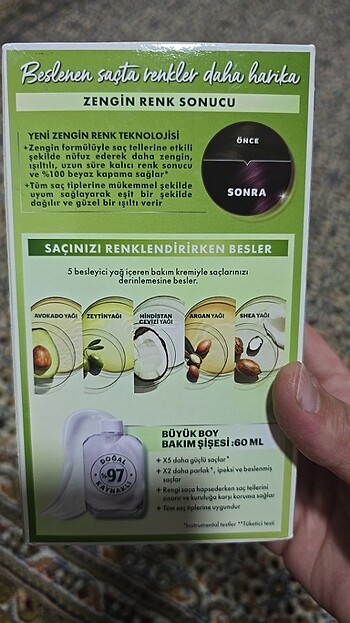 Beslenen saçta renkler daha harika
ZENGİN RENK SONUCU
YENİ ZENGİN RENK TEKNOLOJİSİ
+Zengin formülüyle saç tellerine etkili
şekilde nüfuz ederek daha zengin,
ışıltılı, uzun süre kalıcı renk sonucu
ve %100 beyaz kapama sağlar*
+Tüm saç tiplerine mükemmel şekilde
uyum sağlayarak eşit bir şekilde
dağılır ve güzel bir ışıltı verir
ÖNCE
SONRA
SAÇINIZI RENKLENDİRİRKEN BESLER
5 besleyici yağ içeren bakım kremiyle saçlarınızı
derinlemesine besler.
AVOKADO YAĞI
ZEYTİNYAĞI
HİNDİSTAN
CEVİZİ YAĞI
ARGAN YAĞI
SHEA YAĞI
DOĞAL
%97
KAYNAKLI
BÜYÜK BOY
BAKIM ŞİŞESİ :60 ML
+ X5 daha güçlü saçlar*
+ X2 daha parlak*, ipeksi ve beslenmiş
saçlar
+ Rengi saça hapsederken saç tellerini
onarır ve kuruluğa karşı koruma sağlar
+ Tüm saç tiplerine uygundur
*Instrumental testler **Tüketici testi